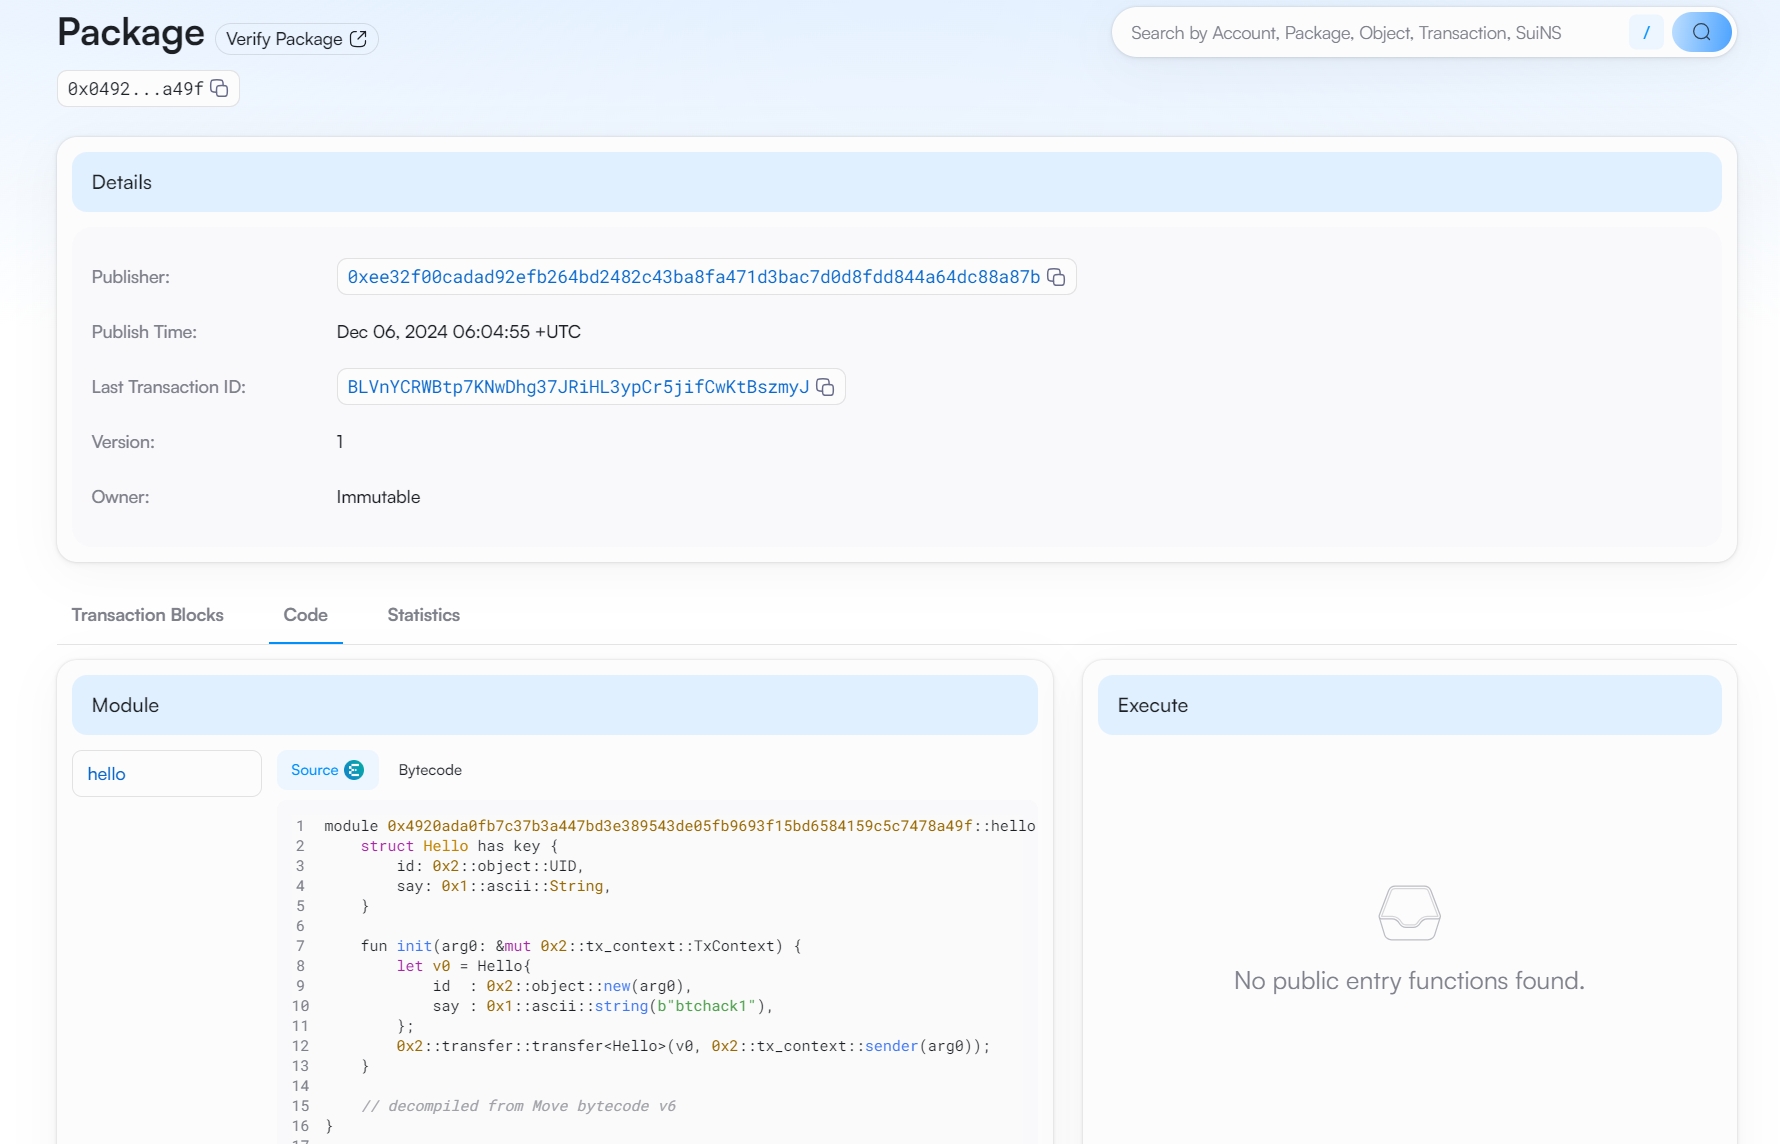 Package Verify Package
Search by Account, Package, Object, Transaction, SuiNS /
0x0492...a49f
Details
Publisher: 0xee32f00cadad92efb264bd2482c43ba8fa471d3bac7d0d8fdd844a64dc88a87b
Publish Time: Dec 06, 2024 06:04:55 +UTC
Last Transaction ID: BLVnYCRWBtp7KNwDhg37JRiHL3ypCr5jifCwKtBszmyJ
Version: 1
Owner: Immutable
Transaction Blocks Code Statistics
Module
hello
Source Bytecode
1 module 0x4920ada0fb7c37b3a447bd3e389543de05fb9693f15bd6584159c5c7478a49f::hello
2 struct Hello has key {
3 id: 0x2::object::UID,
4 say: 0x1::ascii::String,
5 }
6
7 fun init(arg0: &mut 0x2::tx_context::TxContext) {
8 let v0 = Hello{
9 id  : 0x2::object::new(arg0),
10 say : 0x1::ascii::string(b"btchack1"),
11 };
12 0x2::transfer::transfer<Hello>(v0, 0x2::tx_context::sender(arg0));
13 }
14
15 // decompiled from Move bytecode v6
16 }
17
Execute
No public entry functions found.